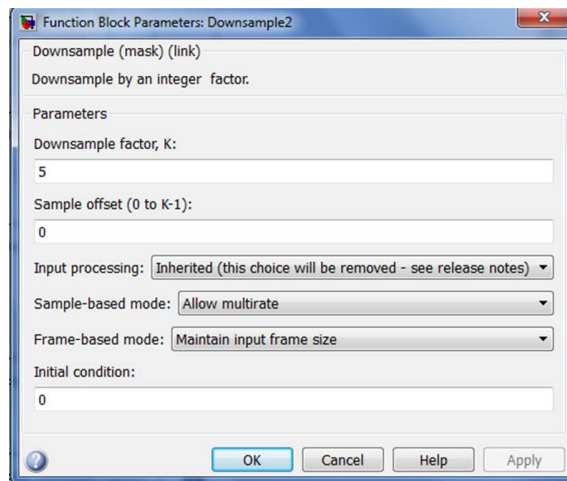 Function Block Parameters: Downsample2
Downsample (mask) (link)
Downsample by an integer factor.
Parameters
Downsample factor, K:
5
Sample offset (0 to K-1):
0
Input processing: Inherited (this choice will be removed - see release notes)
Sample-based mode: Allow multirate
Frame-based mode: Maintain input frame size
Initial condition:
0
OK Cancel Help Apply